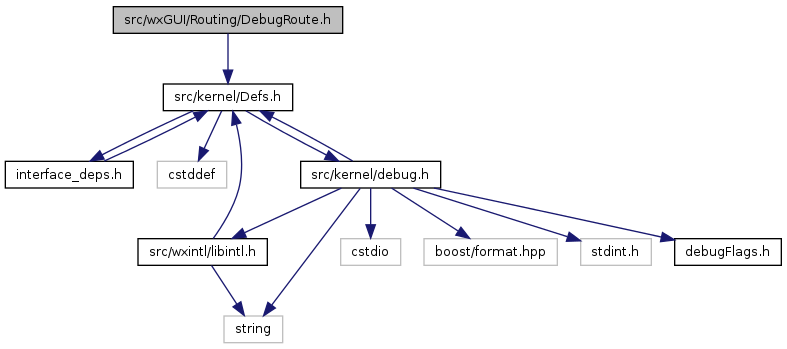 src/wxGUI/Routing/DebugRoute.h
src/kernel/Defs.h
interface_deps.h
cstddef
src/kernel/debug.h
src/wxintl/libintl.h
cstdio
boost/format.hpp
stdint.h
debugFlags.h
string